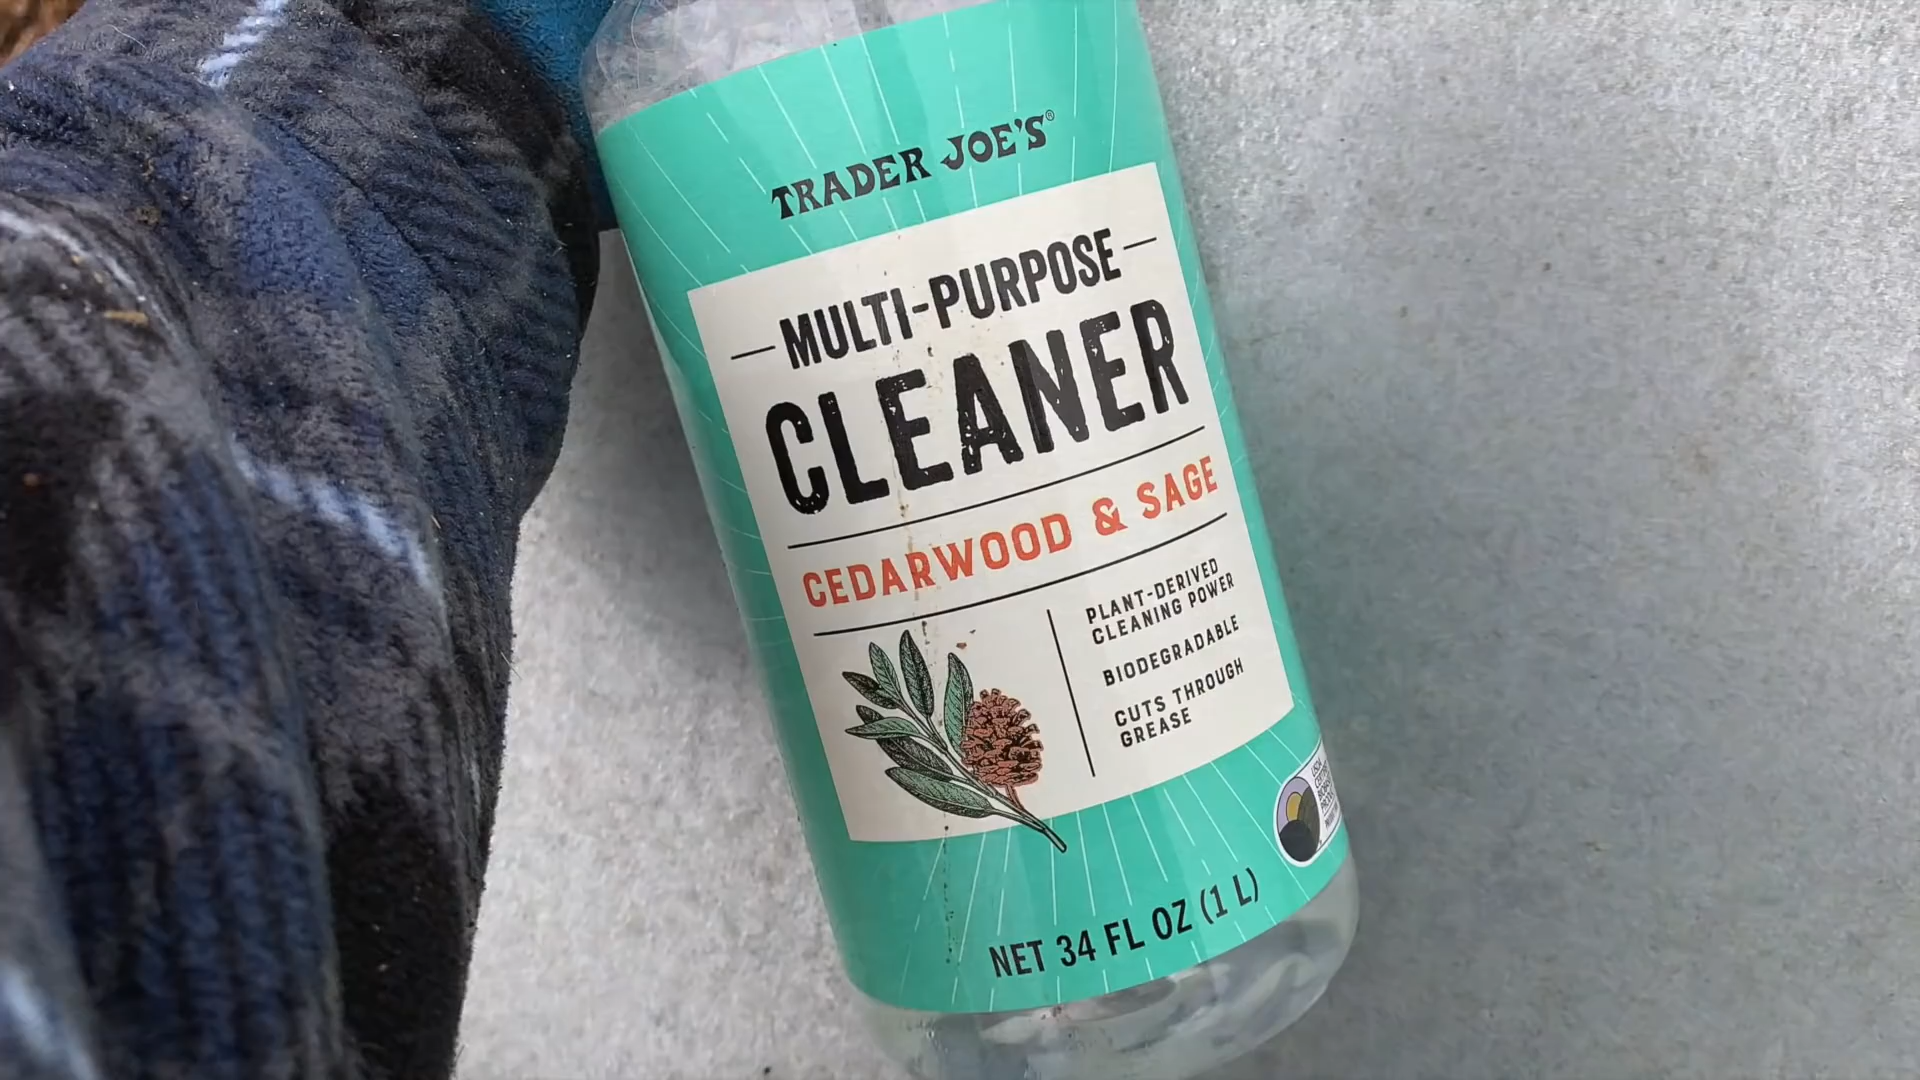 TRADER JOE'S®
MULTI-PURPOSE
CLEANER
CEDARWOOD & SAGE
PLANT-DERIVED
CLEANING POWER
BIODEGRADABLE
CUTS THROUGH
GREASE
USDA
NET 34 FL OZ (1 L)